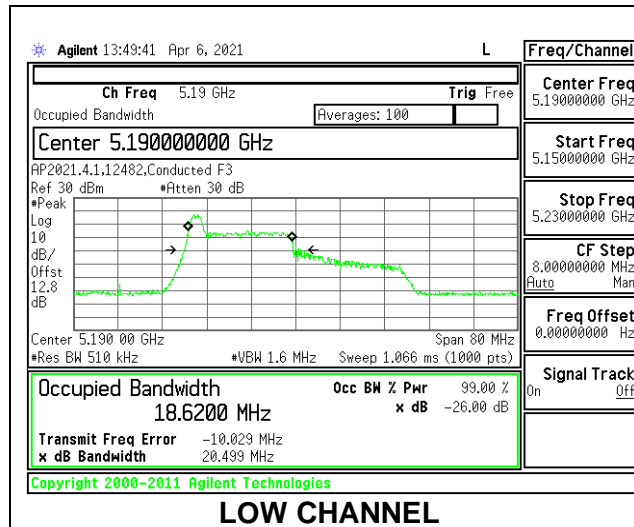 Agilent 13:49:41 Apr 6, 2021 L
Freq/Channel
Ch Freq 5.19 GHz Trig Free
Occupied Bandwidth Averages: 100
Center 5.190000000 GHz
AP2021.4.1,12482,Conducted F3
Ref 30 dBm #Atten 30 dB
#Peak
Log
10
dB/
Offst
12.8
dB
Center 5.190 00 GHz Span 80 MHz
#Res BW 510 kHz #VBW 1.6 MHz Sweep 1.066 ms (1000 pts)
Occupied Bandwidth Occ BW % Pwr 99.00 %
18.6200 MHz x dB -26.00 dB
Transmit Freq Error -10.029 MHz
x dB Bandwidth 20.499 MHz
Copyright 2000-2011 Agilent Technologies
Center Freq
5.19000000 GHz
Start Freq
5.15000000 GHz
Stop Freq
5.23000000 GHz
CF Step
8.00000000 MHz
Auto Man
Freq Offset
0.00000000 Hz
Signal Track
On Off
LOW CHANNEL